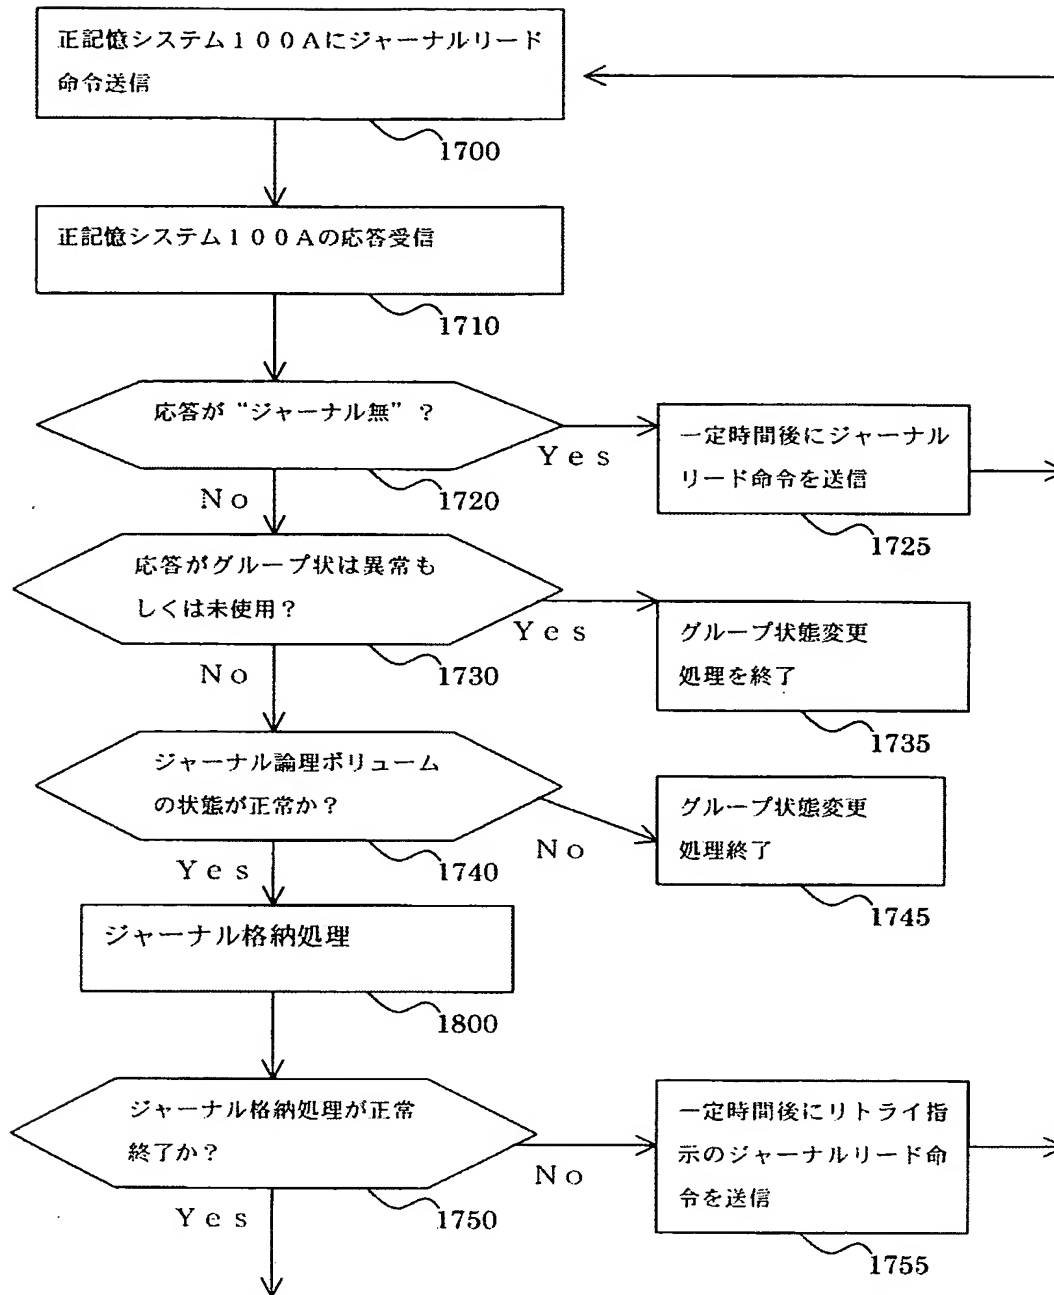 正記憶システム１００Ａにジャーナルリード
命令送信
1700
正記憶システム１００Ａの応答受信
1710
応答が“ジャーナル無”？
Ｙｅｓ
Ｎｏ
1720
一定時間後にジャーナル
リード命令を送信
1725
応答がグループ状は異常も
しくは未使用？
Ｙｅｓ
Ｎｏ
1730
グループ状態変更
処理を終了
1735
ジャーナル論理ボリューム
の状態が正常か？
Ｎｏ
Ｙｅｓ
1740
グループ状態変更
処理終了
1745
ジャーナル格納処理
1800
ジャーナル格納処理が正常
終了か？
Ｎｏ
Ｙｅｓ
1750
一定時間後にリトライ指
示のジャーナルリード命
令を送信
1755